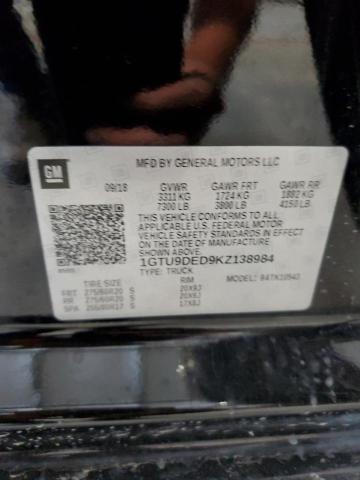 GM
MFD BY GENERAL MOTORS LLC
09/18 GVWR GAWR FRT GAWR RR
3311 KG 1724 KG 1882 KG
7300 LB 3800 LB 4150 LB
THIS VEHICLE CONFORMS TO ALL
APPLICABLE U.S. FEDERAL MOTOR
VEHICLE SAFETY STANDARDS IN
EFFECT ON THE DATE OF
MANUFACTURE SHOWN ABOVE.
1GTU9DED9KZ138984
TYPE: TRUCK MODEL:
RIM
FRT 275/60R20 S 20X9J
RR 275/60R20 S 20X9J
SPA 255/80R17 S 17X8J